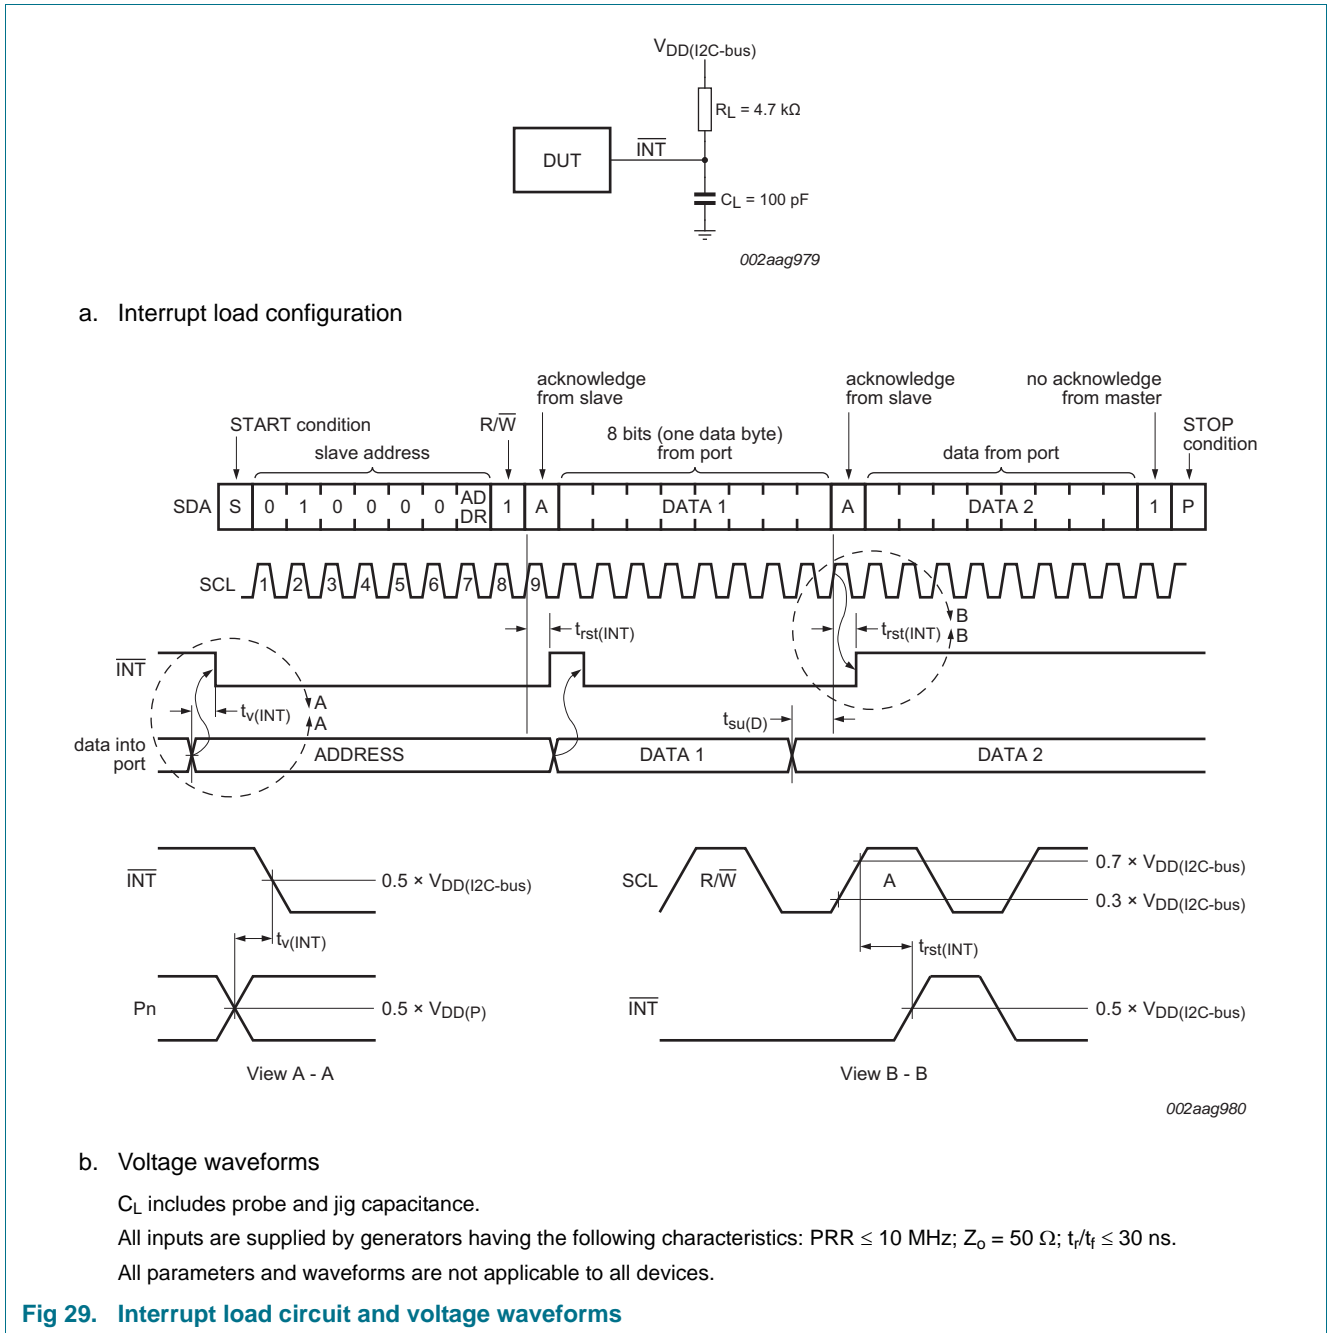 VDD(I2C-bus)
RL = 4.7 kΩ
DUT
INT
CL = 100 pF
002aag979
a. Interrupt load configuration
acknowledge
from slave
acknowledge
from slave
no acknowledge
from master
START condition
R/W
8 bits (one data byte)
from port
STOP
condition
slave address
data from port
SDA S 0 1 0 0 0 0 AD DR 1 A DATA 1 A DATA 2 1 P
SCL 1 2 3 4 5 6 7 8 9
trst(INT)
trst(INT)
B
B
INT
tv(INT)
A
A
tsu(D)
data into
port
ADDRESS
DATA 1
DATA 2
INT
0.5 × VDD(I2C-bus)
tv(INT)
Pn
0.5 × VDD(P)
View A - A
SCL
R/W
A
0.7 × VDD(I2C-bus)
0.3 × VDD(I2C-bus)
trst(INT)
INT
0.5 × VDD(I2C-bus)
View B - B
002aag980
b. Voltage waveforms
CL includes probe and jig capacitance.
All inputs are supplied by generators having the following characteristics: PRR ≤ 10 MHz; Zo = 50 Ω; tr/tf ≤ 30 ns.
All parameters and waveforms are not applicable to all devices.
Fig 29. Interrupt load circuit and voltage waveforms